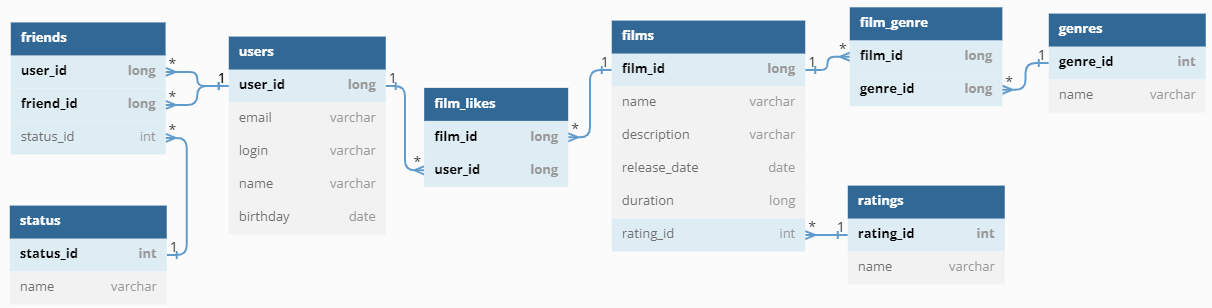 friends
user_id long
friend_id long
status_id int
*
*
*
status
status_id int
name varchar
1
users
user_id long
email varchar
login varchar
name varchar
birthday date
1
1
film_likes
film_id long
user_id long
*
*
films
film_id long
name varchar
description varchar
release_date date
duration long
rating_id int
1
1
*
film_genre
film_id long
genre_id long
*
*
genres
genre_id int
name varchar
1
ratings
rating_id int
name varchar
1